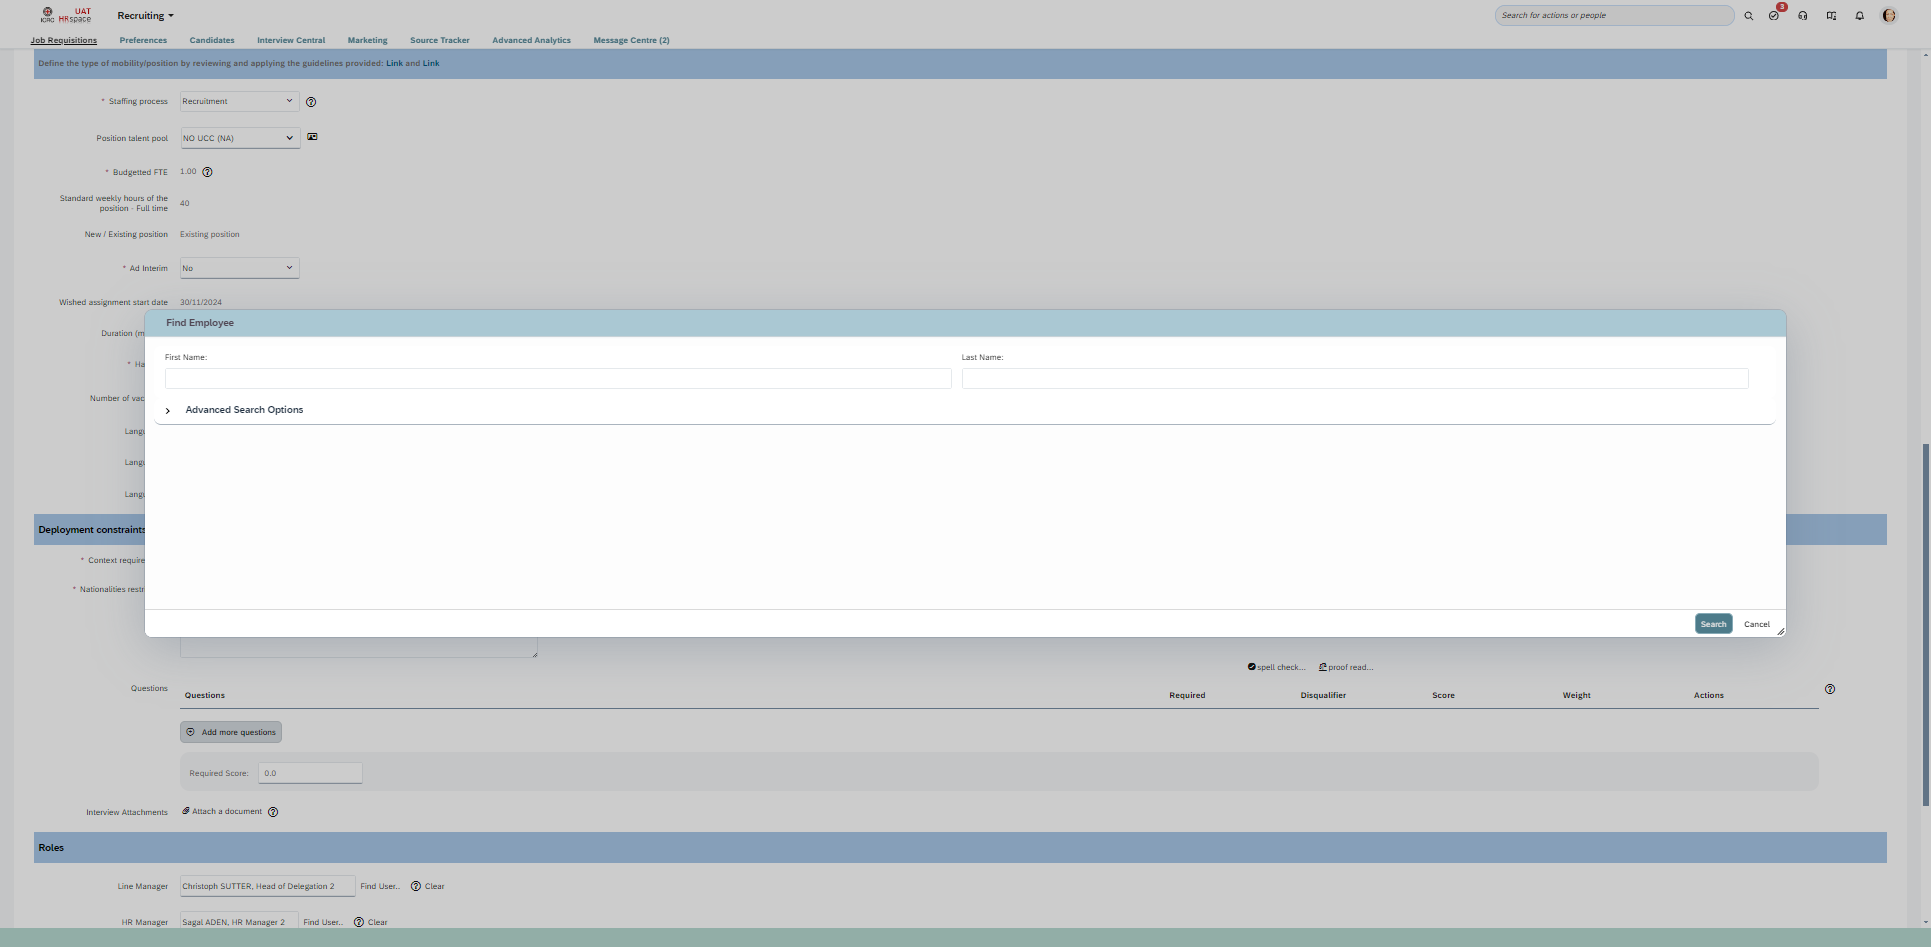 ICRC
UAT
HRspace
Recruiting
Search for actions or people
3
Job Requisitions
Preferences
Candidates
Interview Central
Marketing
Source Tracker
Advanced Analytics
Message Centre (2)
Define the type of mobility/position by reviewing and applying the guidelines provided: Link and Link
* Staffing process
Recruitment
Position talent pool
NO UCC (NA)
* Budgetted FTE
1.00
Standard weekly hours of the
position - Full time
40
New / Existing position
Existing position
* Ad Interim
No
Wished assignment start date
30/11/2024
Duration (m
* Ha
Number of vac
Langu
Langu
Langu
Find Employee
First Name:
Last Name:
Advanced Search Options
Search
Cancel
Deployment constraints
* Context require
* Nationalities restr
spell check...
proof read...
Questions
Questions
Required
Disqualifier
Score
Weight
Actions
Add more questions
Required Score:
0.0
Interview Attachments
Attach a document
Roles
Line Manager
Christoph SUTTER, Head of Delegation 2
Find User..
Clear
HR Manager
Sagal ADEN, HR Manager 2
Find User..
Clear